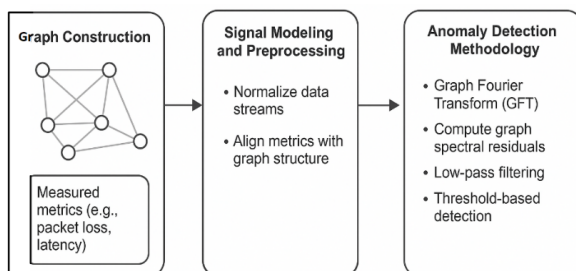 Graph Construction
Measured
metrics (e.g.,
packet loss,
latency)
Signal Modeling
and Preprocessing
• Normalize data
streams
• Align metrics with
graph structure
Anomaly Detection
Methodology
• Graph Fourier
Transform (GFT)
• Compute graph
spectral residuals
• Low-pass filtering
• Threshold-based
detection